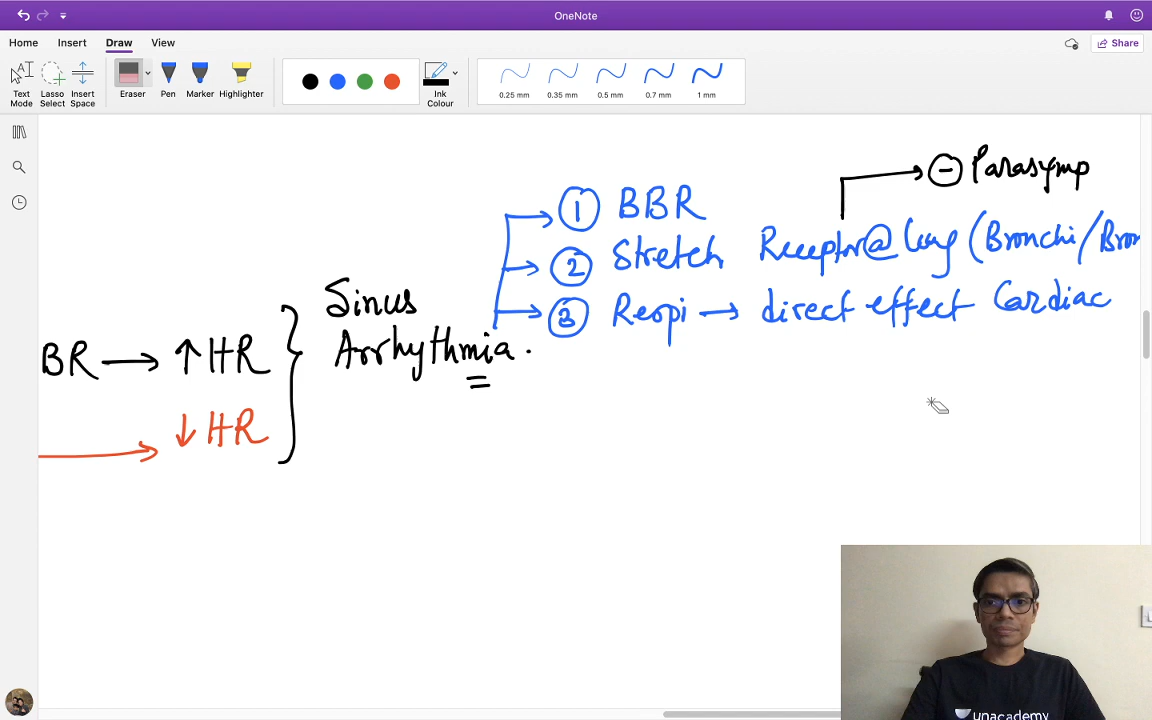 OneNote
Home Insert Draw View
Share
Text Mode
Lasso Select
Insert Space
Eraser
Pen
Marker
Highlighter
Ink Colour
0.25 mm 0.35 mm 0.5 mm 0.7 mm 1 mm
⊖ Parasymp
① BBR
② Stretch Receptor@ Lung (Bronchi/Bron
③ Respi → direct effect Cardiac
Sinus
Arrhythmia.
BR → ↑ HR
↓ HR
unacademy